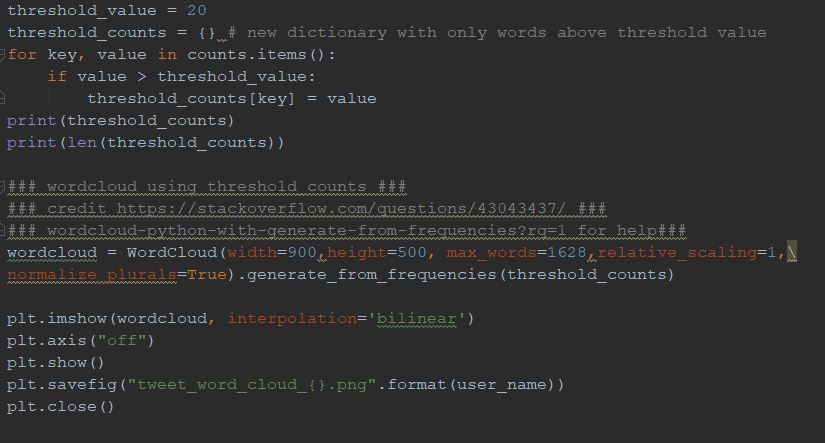 threshold_value = 20
threshold_counts = {} # new dictionary with only words above threshold value
for key, value in counts.items():
    if value > threshold_value:
        threshold_counts[key] = value
print(threshold_counts)
print(len(threshold_counts))
### wordcloud using threshold counts ###
### credit https://stackoverflow.com/questions/43043437/ ###
### wordcloud-python-with-generate-from-frequencies?rq=1 for help###
wordcloud = WordCloud(width=900,height=500, max_words=1628,relative_scaling=1,\
normalize_plurals=True).generate_from_frequencies(threshold_counts)
plt.imshow(wordcloud, interpolation='bilinear')
plt.axis("off")
plt.show()
plt.savefig("tweet_word_cloud_{}.png".format(user_name))
plt.close()